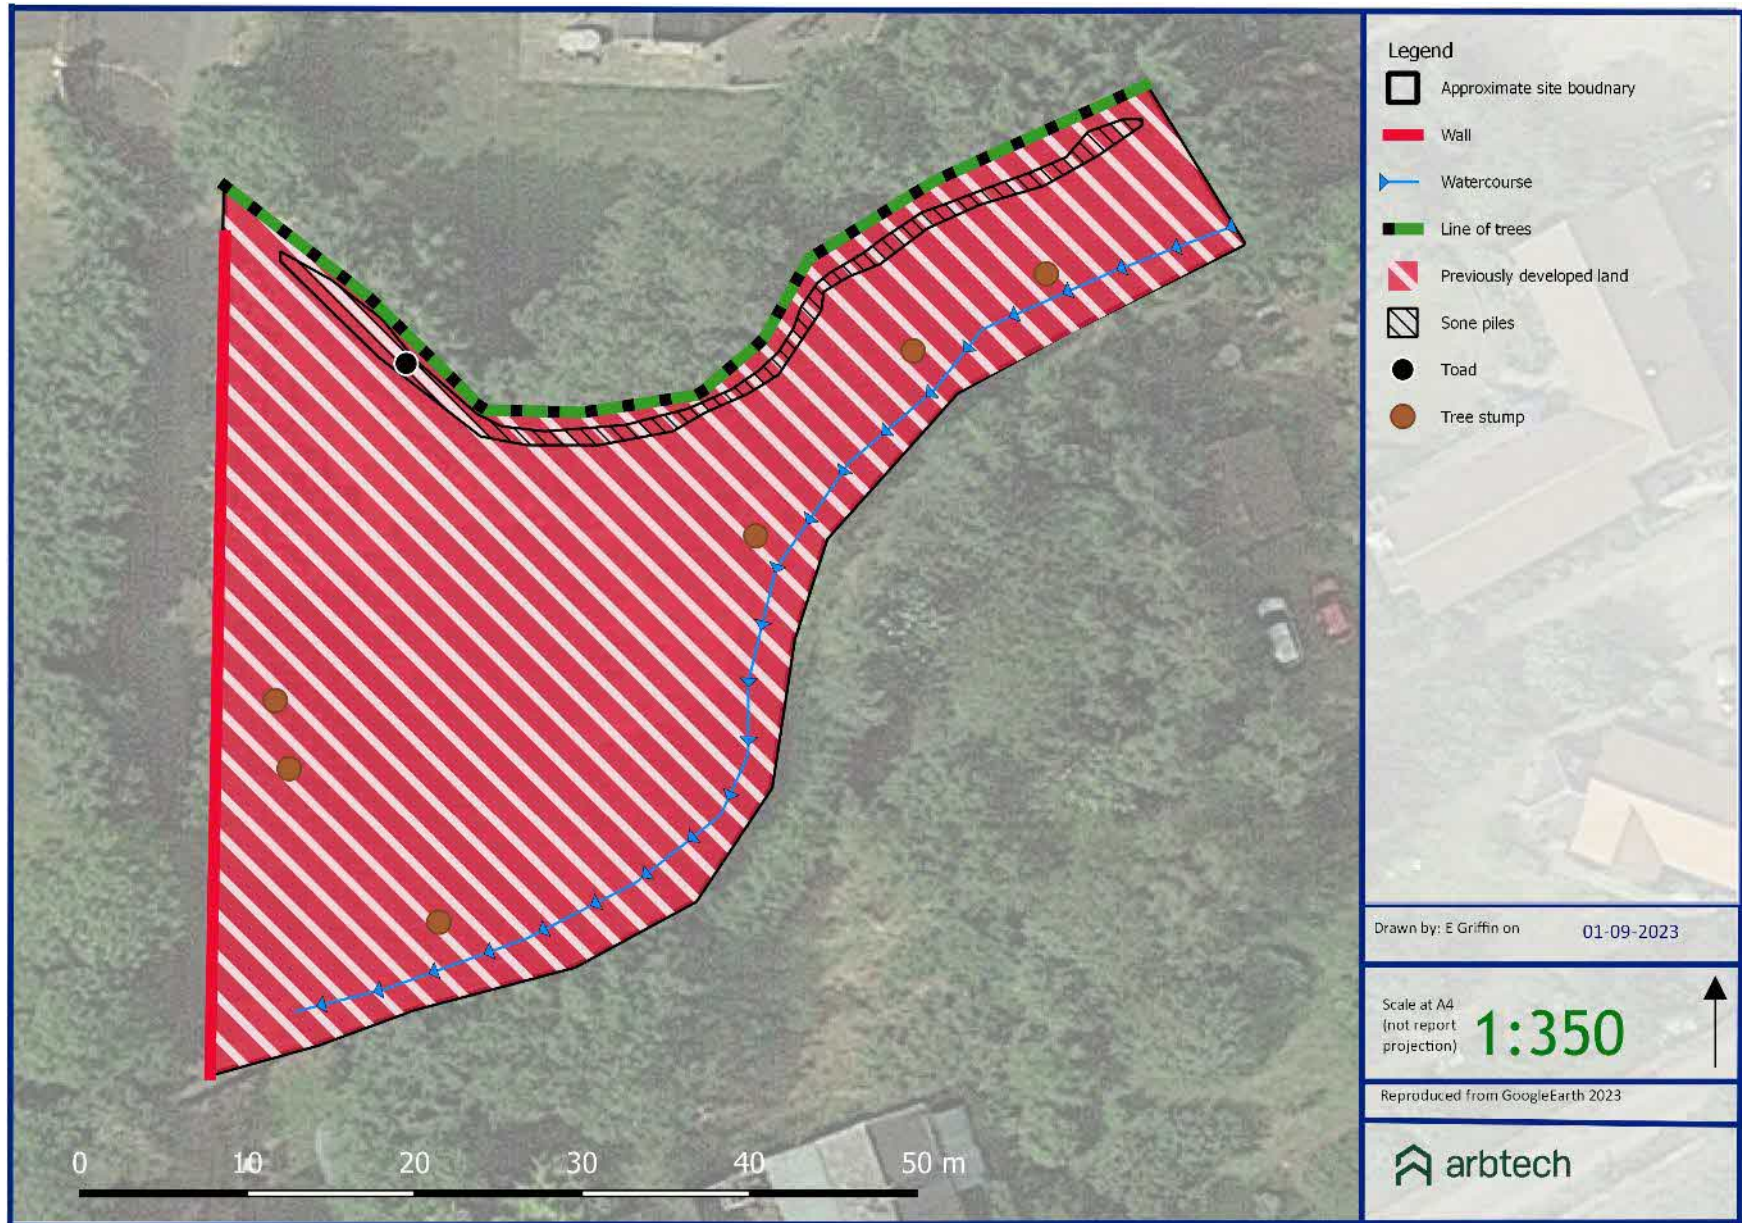 Legend
Approximate site boudnary
Wall
Watercourse
Line of trees
Previously developed land
Sone piles
Toad
Tree stump
Drawn by: E Griffin on 01-09-2023
Scale at A4
(not report
projection)
1:350
Reproduced from GoogleEarth 2023
arbtech
0 10 20 30 40 50 m